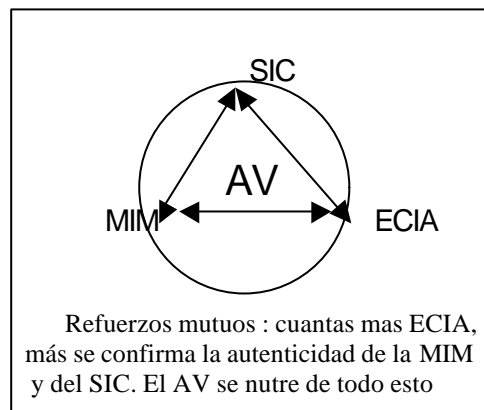 SIC
AV
MIM
ECIA
Refuerzos mutuos : cuantas mas ECIA,
más se confirma la autenticidad de la MIM
y del SIC. El AV se nutre de todo esto